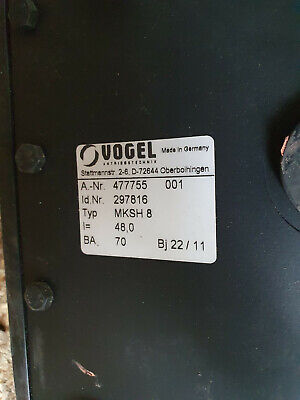 VOGEL Made in Germany
ANTRIEBSTECHNIK
Stattmannstr. 2-6, D-72644 Oberboihingen
A.-Nr. 477755 001
Id.Nr. 297816
Typ MKSH 8
I= 48,0
BA 70 Bj 22 / 11